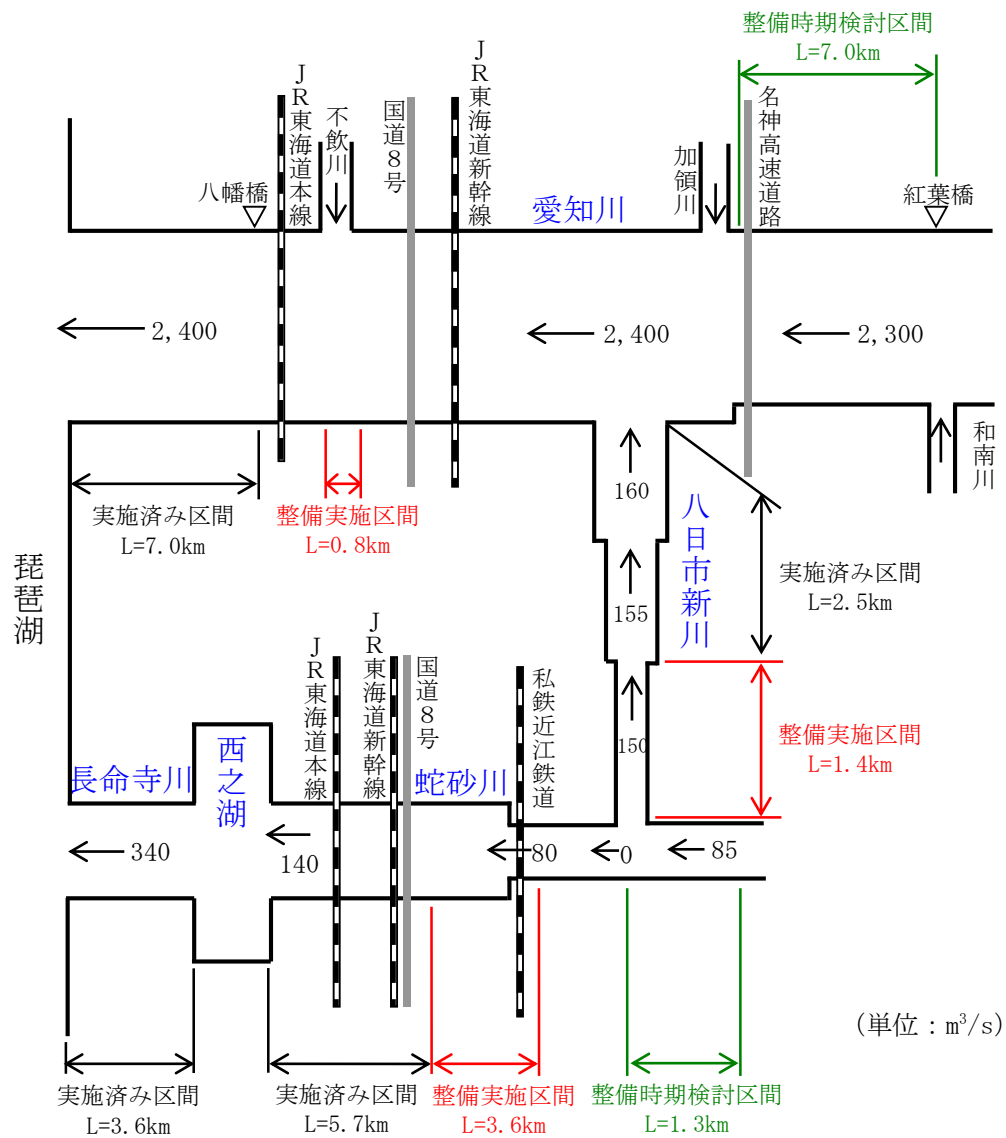 整備時期検討区間
L=7.0km
JR東海道本線
不飲川
国道8号
JR東海道新幹線
加領川
名神高速道路
八幡橋
愛知川
紅葉橋
2,400
2,400
2,300
和南川
160
実施済み区間
L=7.0km
整備実施区間
L=0.8km
八日市新川
琵琶湖
155
実施済み区間
L=2.5km
JR東海道本線
JR東海道新幹線
国道8号
私鉄近江鉄道
150
整備実施区間
L=1.4km
長命寺川
西之湖
蛇砂川
340
140
80
0
85
(単位:m³/s)
実施済み区間
L=3.6km
実施済み区間
L=5.7km
整備実施区間
L=3.6km
整備時期検討区間
L=1.3km